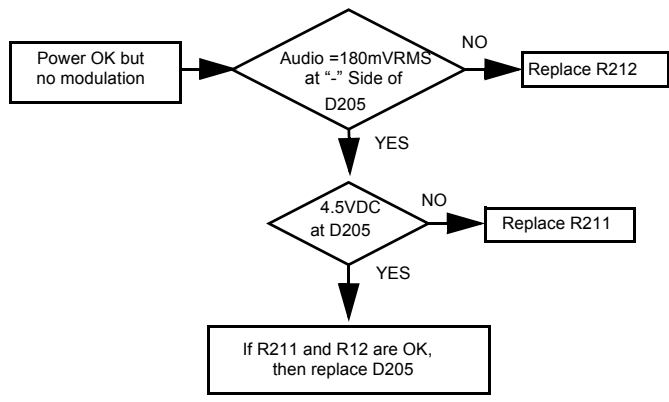 Power OK but
no modulation
Audio =180mVRMS
at "-" Side of
D205
NO
Replace R212
YES
4.5VDC
at D205
NO
Replace R211
YES
If R211 and R12 are OK,
then replace D205